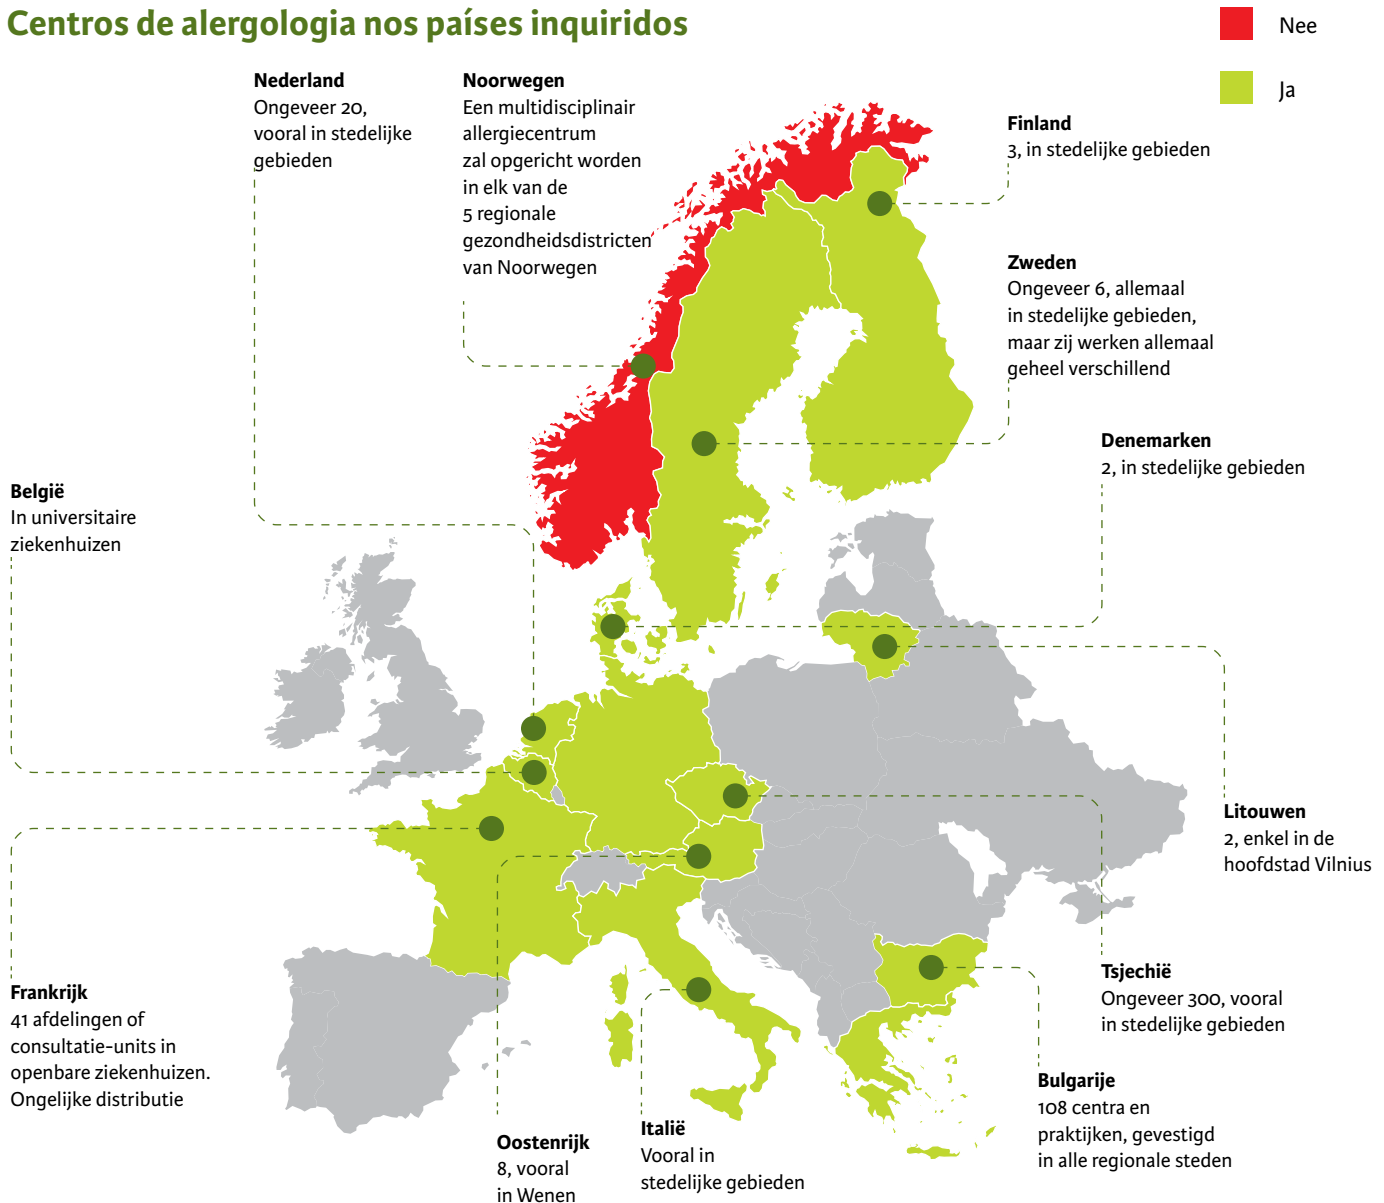 Centros de alergologia nos países inquiridos
Nee
Ja
Nederland
Ongeveer 20,
vooral in stedelijke
gebieden
Noorwegen
Een multidisciplinair
allergiecentrum
zal opgericht worden
in elk van de
5 regionale
gezondheidsdistricten
van Noorwegen
Finland
3, in stedelijke gebieden
Zweden
Ongeveer 6, allemaal
in stedelijke gebieden,
maar zij werken allemaal
geheel verschillend
Denemarken
2, in stedelijke gebieden
België
In universitaire
ziekenhuizen
Litouwen
2, enkel in de
hoofdstad Vilnius
Tsjechië
Ongeveer 300, vooral
in stedelijke gebieden
Frankrijk
41 afdelingen of
consultatie-units in
openbare ziekenhuizen.
Ongelijke distributie
Bulgarije
108 centra en
praktijken, gevestigd
in alle regionale steden
Oostenrijk
8, vooral
in Wenen
Italië
Vooral in
stedelijke gebieden